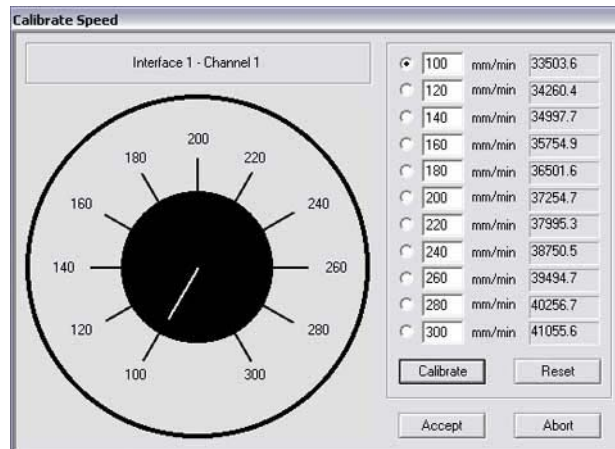 Calibrate Speed
Interface 1 - Channel 1
200
180 220
160 240
140 260
120 280
100 300
100 mm/min 33503.6
120 mm/min 34260.4
140 mm/min 34997.7
160 mm/min 35754.9
180 mm/min 36501.6
200 mm/min 37254.7
220 mm/min 37995.3
240 mm/min 38750.5
260 mm/min 39494.7
280 mm/min 40256.7
300 mm/min 41055.6
Calibrate Reset
Accept Abort